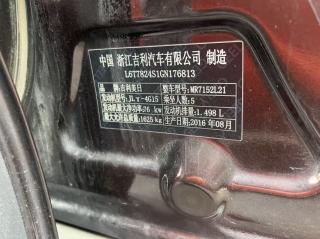 中国 浙江吉利汽车有限公司 制造
L6T7824S1GN176813
品牌:吉利美日 整车型号:MR7152L21
发动机型号:JLγ-4G15 乘坐人数:5
发动机最大净功率:76 kW 发动机排量:1.498 L
最大允许总质量:1625kg 生产日期:2016年08月